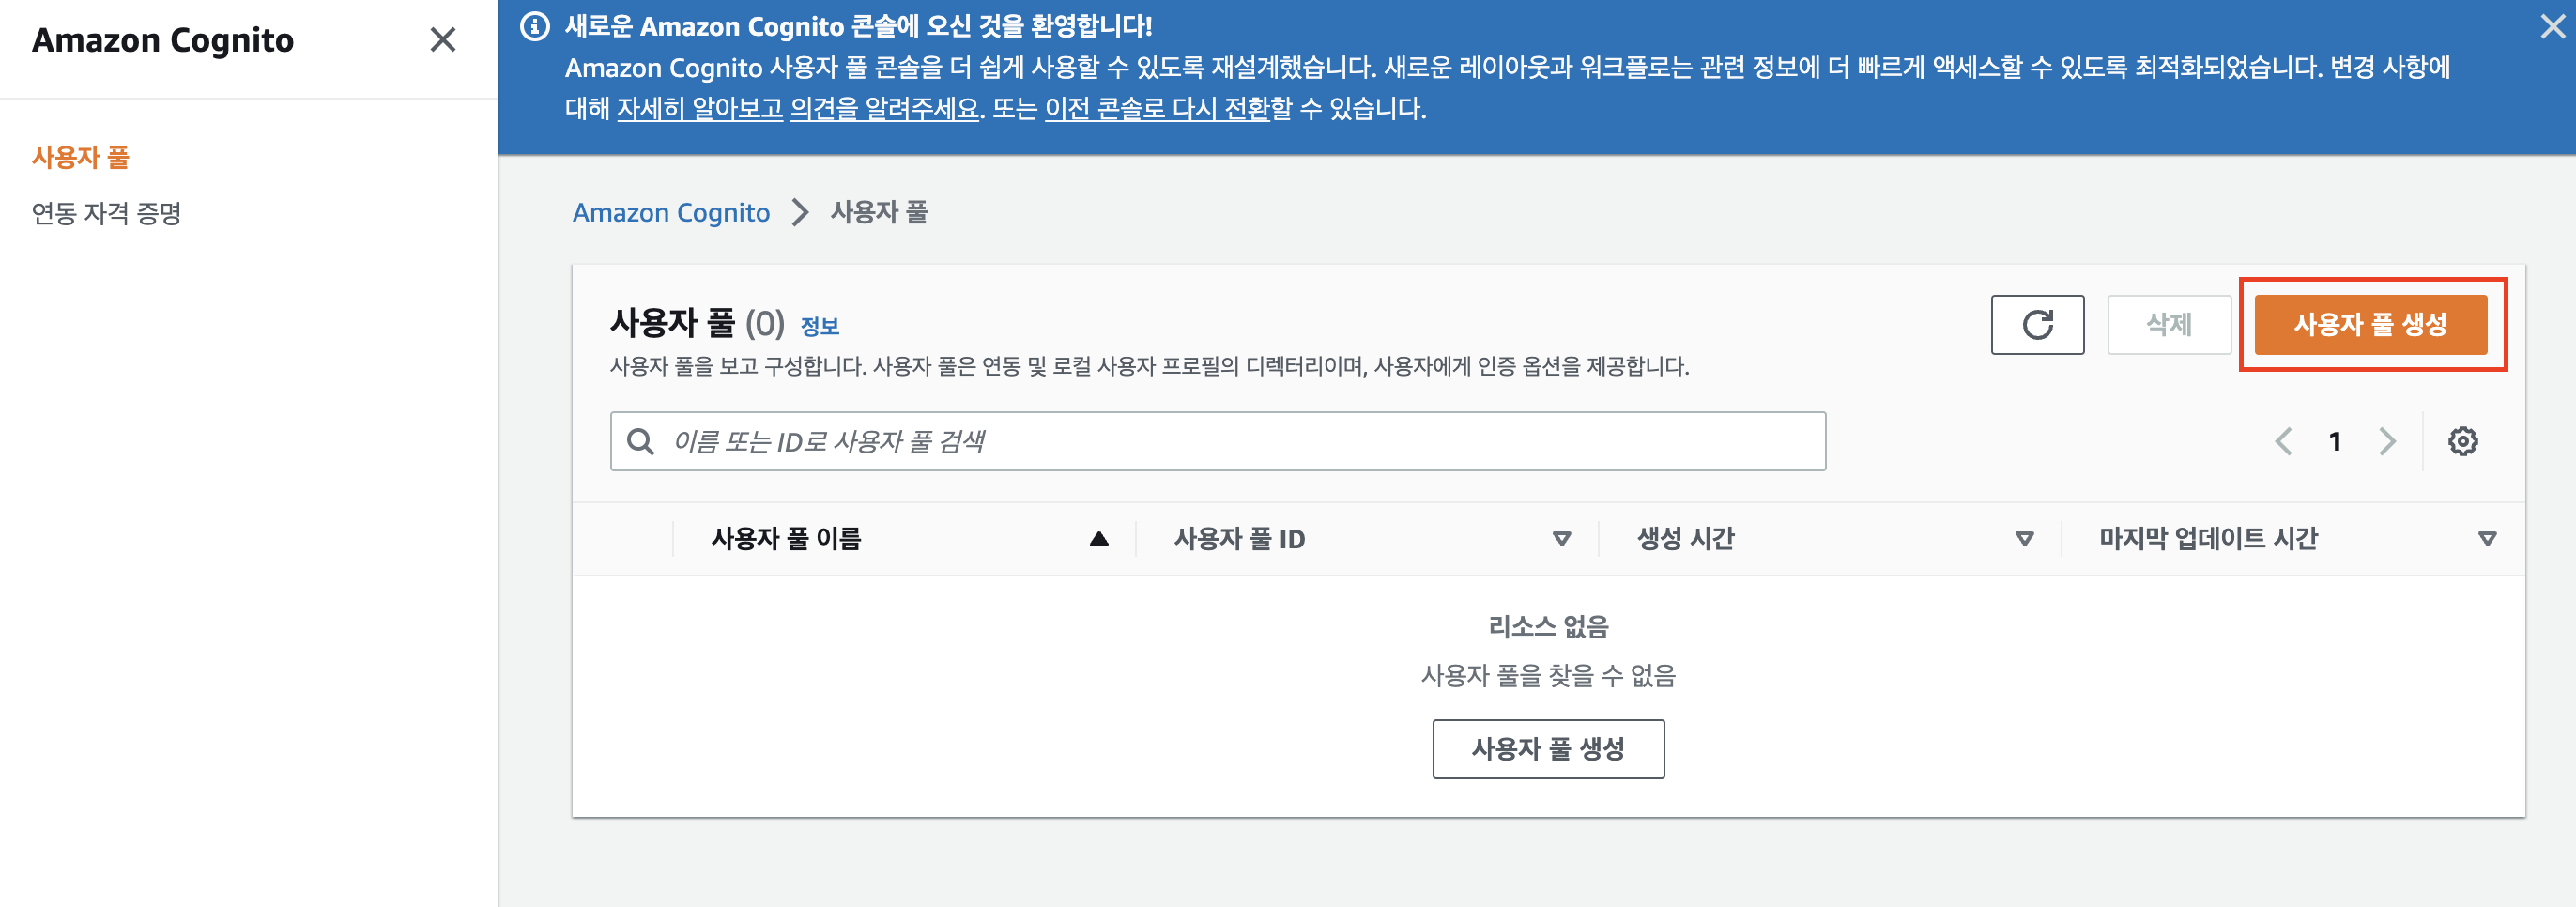 Amazon Cognito
사용자 풀
연동 자격 증명
새로운 Amazon Cognito 콘솔에 오신 것을 환영합니다!
Amazon Cognito 사용자 풀 콘솔을 더 쉽게 사용할 수 있도록 재설계했습니다. 새로운 레이아웃과 워크플로는 관련 정보에 더 빠르게 액세스할 수 있도록 최적화되었습니다. 변경 사항에
대해 자세히 알아보고 의견을 알려주세요. 또는 이전 콘솔로 다시 전환할 수 있습니다.
Amazon Cognito 사용자 풀
사용자 풀 (0) 정보
삭제 사용자 풀 생성
사용자 풀을 보고 구성합니다. 사용자 풀은 연동 및 로컬 사용자 프로필의 디렉터리이며, 사용자에게 인증 옵션을 제공합니다.
이름 또는 ID로 사용자 풀 검색
1
사용자 풀 이름 사용자 풀 ID 생성 시간 마지막 업데이트 시간
리소스 없음
사용자 풀을 찾을 수 없음
사용자 풀 생성